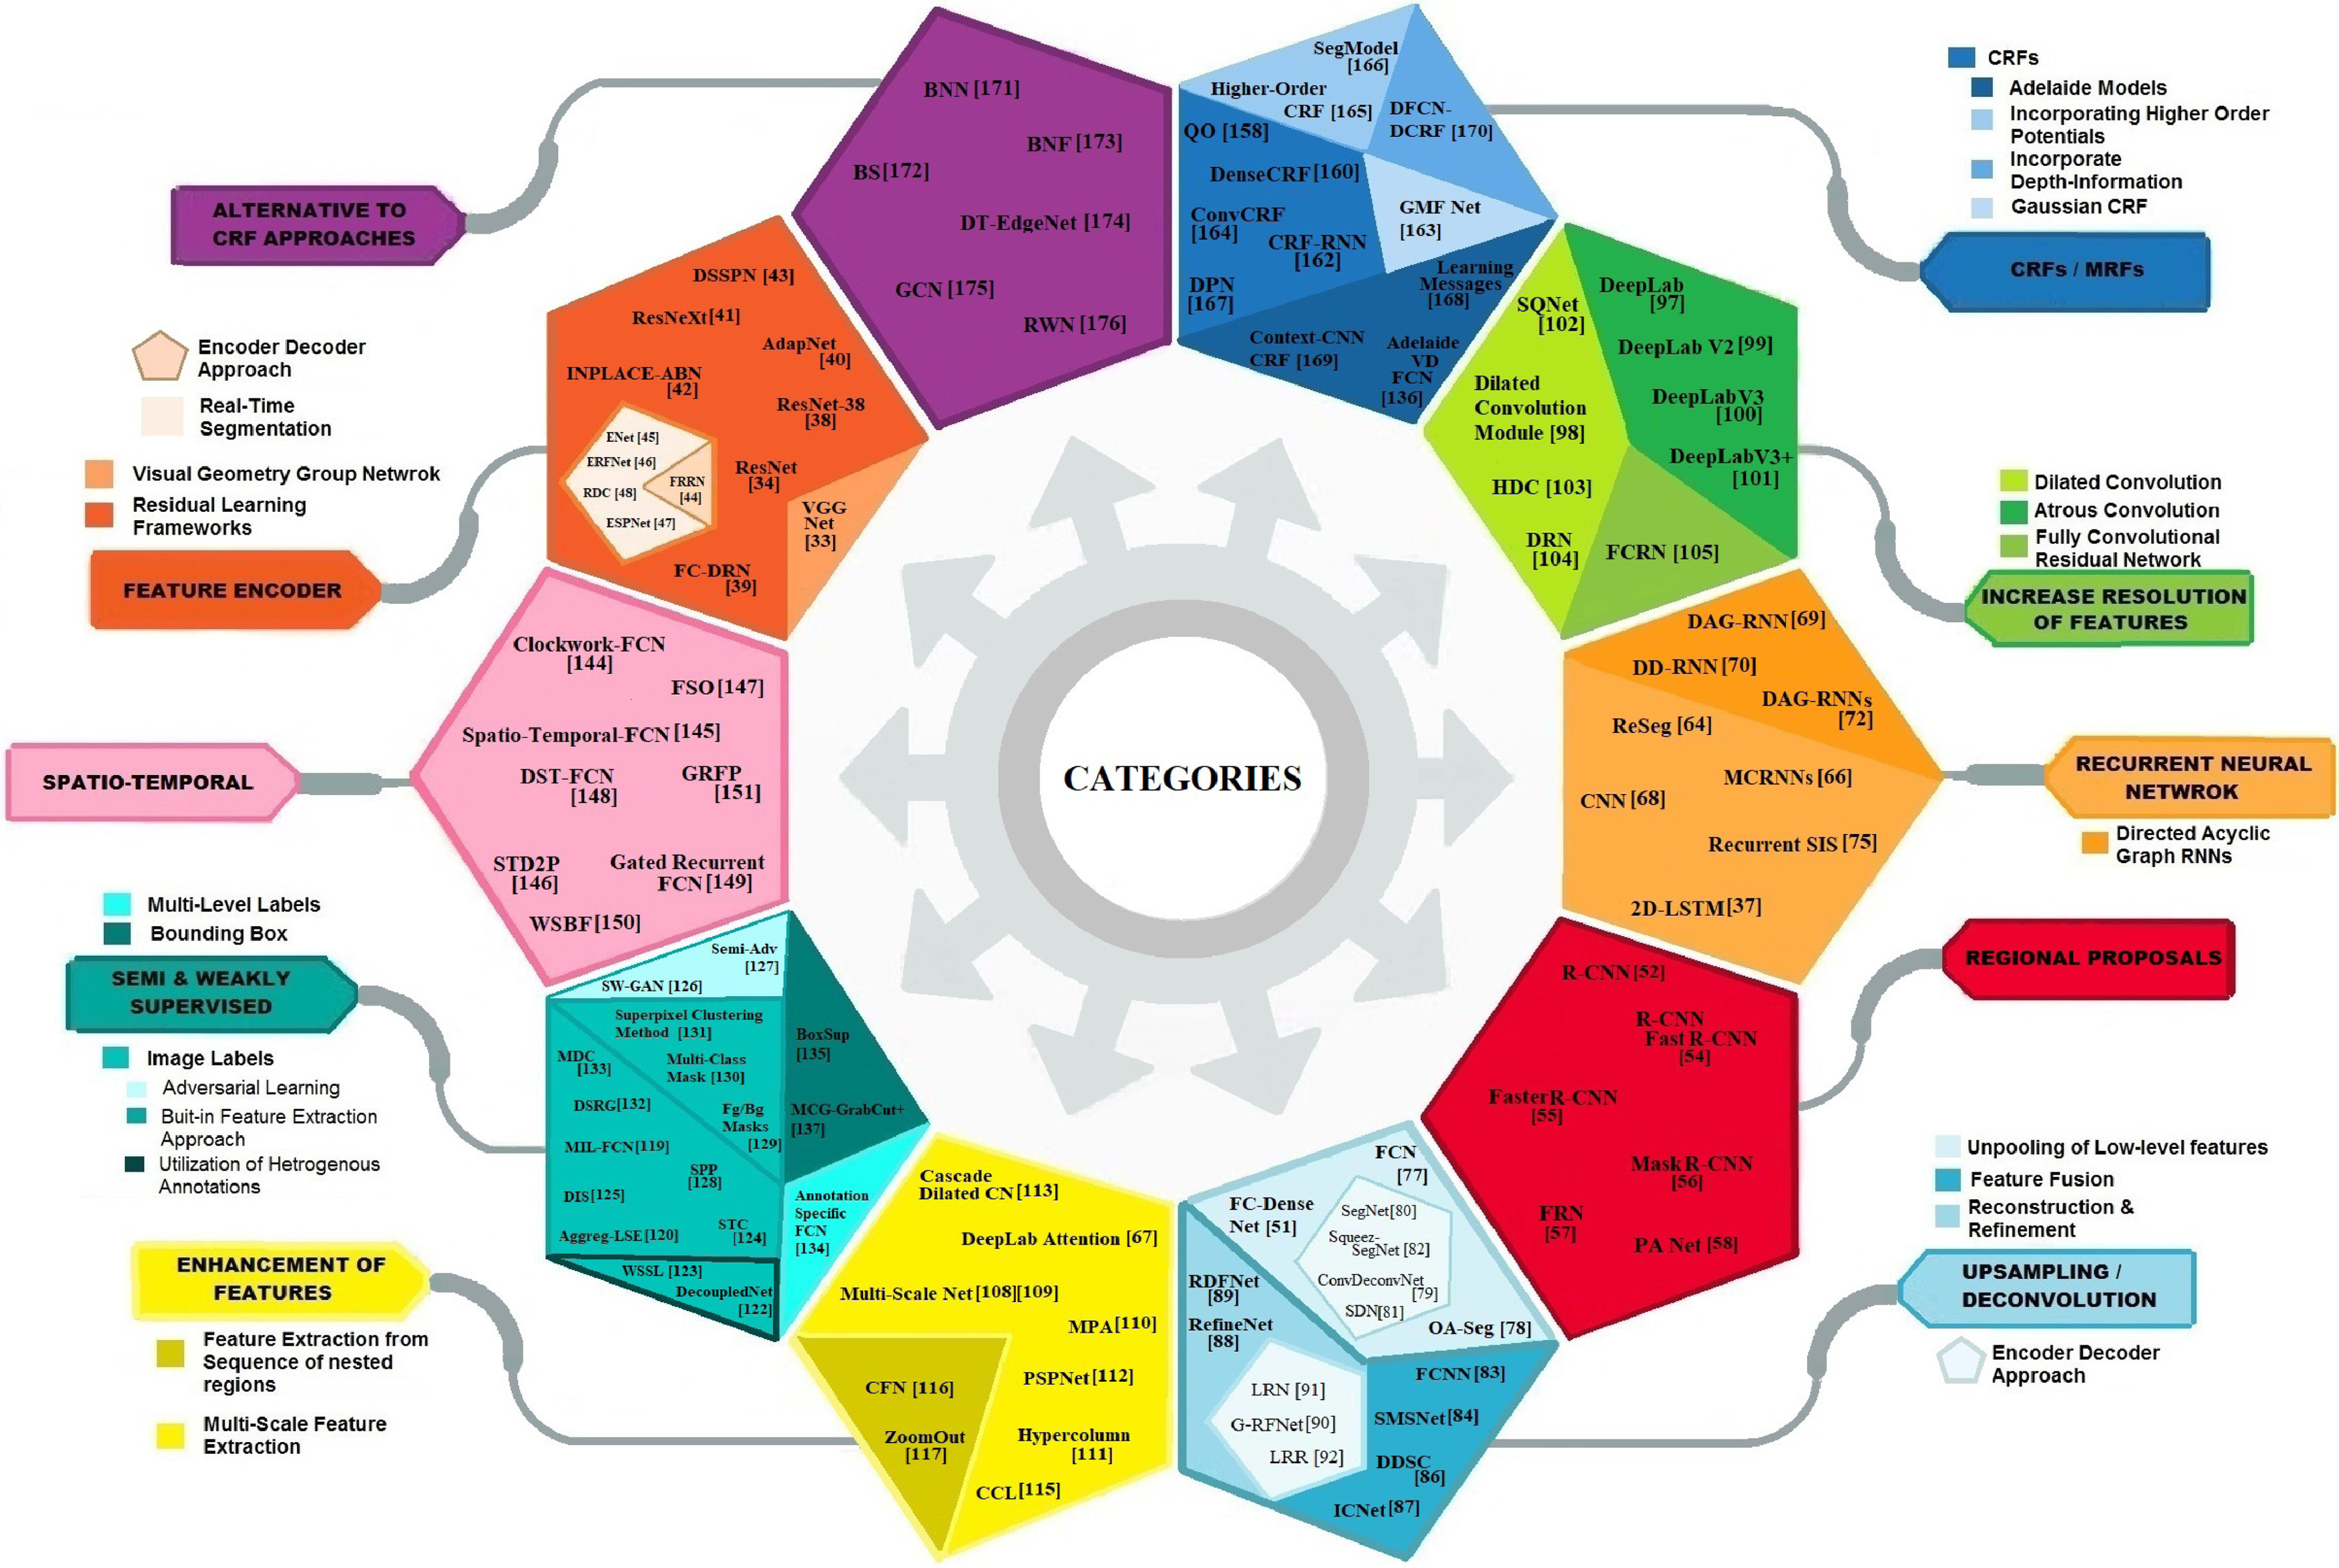 CATEGORIES
ALTERNATIVE TO
CRF APPROACHES
BNN [171]
BNF [173]
BS[172]
DT-EdgeNet [174]
GCN [175]
RWN [176]
CRFs
Adelaide Models
Incorporating Higher Order
Potentials
Incorporate
Depth-Information
Gaussian CRF
CRFs / MRFs
SegModel
[166]
Higher-Order
CRF [165]
DFCN-
DCRF [170]
QO [158]
DenseCRF[160]
ConvCRF
[164]
CRF-RNN
[162]
GMF Net
[163]
DPN
[167]
Learning
Messages
[168]
Context-CNN
CRF [169]
Adelaide
VD
FCN
[136]
Dilated Convolution
Atrous Convolution
Fully Convolutional
Residual Network
INCREASE RESOLUTION
OF FEATURES
SQNet
[102]
DeepLab
[97]
DeepLab V2[99]
Dilated
Convolution
Module [98]
DeepLabV3
[100]
DeepLabV3+
[101]
HDC [103]
DRN
[104]
FCRN [105]
RECURRENT NEURAL
NETWROK
Directed Acyclic
Graph RNNs
DAG-RNN[69]
DD-RNN[70]
DAG-RNNs
[72]
ReSeg [64]
MCRNNs[66]
CNN[68]
Recurrent SIS[75]
2D-LSTM[37]
REGIONAL PROPOSALS
R-CNN[52]
R-CNN
Fast R-CNN
[54]
FasterR-CNN
[55]
MaskR-CNN
[56]
FRN
[57]
PA Net [58]
Unpooling of Low-level features
Feature Fusion
Reconstruction &
Refinement
UPSAMPLING /
DECONVOLUTION
Encoder Decoder
Approach
FCN
[77]
FC-Dense
Net [51]
SegNet[80]
Squeez-
SegNet [82]
ConvDeconvNet
[79]
SDN[81]
OA-Seg [78]
RDFNet
[89]
RefineNet
[88]
LRN [91]
G-RFNet[90]
LRR [92]
FCNN[83]
SMSNet[84]
DDSC
[86]
ICNet[87]
ENHANCEMENT OF
FEATURES
Feature Extraction from
Sequence of nested
regions
Multi-Scale Feature
Extraction
Cascade
Dilated CN[113]
DeepLab Attention [67]
Multi-Scale Net[108][109]
MPA[110]
PSPNet[112]
CFN [116]
ZoomOut
[117]
Hypercolumn
[111]
CCL[115]
Multi-Level Labels
Bounding Box
SEMI & WEAKLY
SUPERVISED
Image Labels
Adversarial Learning
Buit-in Feature Extraction
Approach
Utilization of Hetrogenous
Annotations
Semi-Adv
[127]
SW-GAN [126]
Superpixel Clustering
Method [131]
MDC
[133]
Multi-Class
Mask [130]
DSRG[132]
Fg/Bg
Masks
[129]
MIL-FCN[119]
SPP
[128]
DIS[125]
STC
[124]
Aggreg-LSE[120]
WSSL [123]
DecoupledNet
[122]
BoxSup
[135]
MCG-GrabCut+
[137]
Annotation
Specific
FCN
[134]
SPATIO-TEMPORAL
Clockwork-FCN
[144]
FSO[147]
Spatio-Temporal-FCN[145]
DST-FCN
[148]
GRFP
[151]
STD2P
[146]
Gated Recurrent
FCN[149]
WSBF[150]
Encoder Decoder
Approach
Real-Time
Segmentation
Visual Geometry Group Netwrok
Residual Learning
Frameworks
FEATURE ENCODER
DSSPN [43]
ResNeXt[41]
AdapNet
[40]
INPLACE-ABN
[42]
ResNet-38
[38]
ENet [45]
ERFNet [46]
RDC [48]
FRRN
[44]
ESPNet[47]
ResNet
[34]
VGG
Net
[33]
FC-DRN
[39]